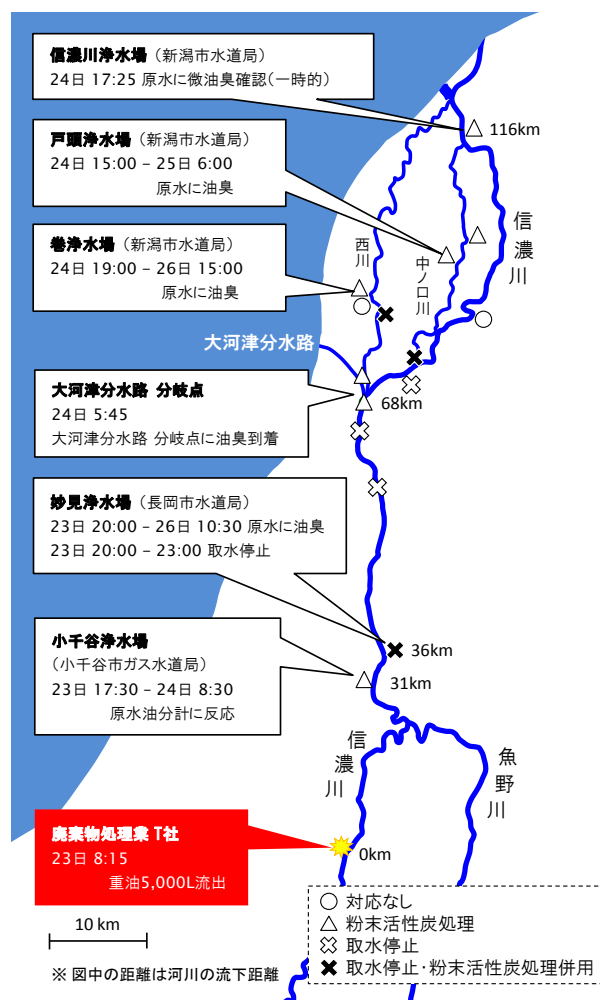 信濃川浄水場（新潟市水道局）
24日 17:25 原水に微油臭確認（一時的）
116km
戸頭浄水場（新潟市水道局）
24日 15:00 – 25日 6:00
原水に油臭
信濃川
巻浄水場（新潟市水道局）
24日 19:00 – 26日 15:00
原水に油臭
西川
中ノ口川
大河津分水路
大河津分水路 分岐点
24日 5:45
大河津分水路 分岐点に油臭到着
68km
妙見浄水場（長岡市水道局）
23日 20:00 – 26日 10:30 原水に油臭
23日 20:00 – 23:00 取水停止
36km
小千谷浄水場
（小千谷市ガス水道局）
23日 17:30 – 24日 8:30
原水油分計に反応
31km
信濃川
魚野川
廃棄物処理業 T社
23日 8:15
重油5,000L流出
0km
10 km
※ 図中の距離は河川の流下距離
○ 対応なし
△ 粉末活性炭処理
取水停止
取水停止・粉末活性炭処理併用